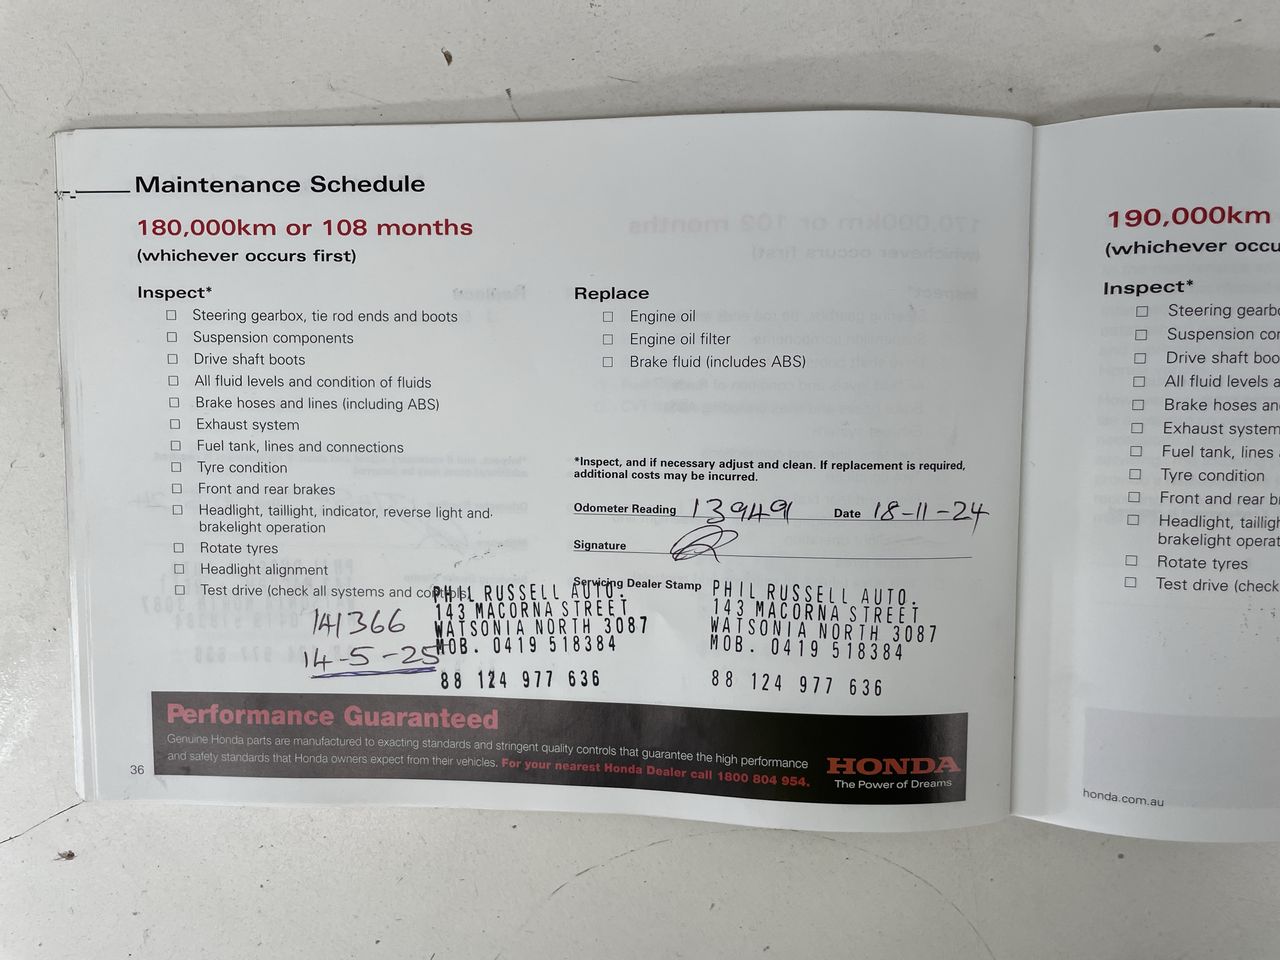 Maintenance Schedule
180,000km or 108 months
(whichever occurs first)
Inspect*
☐ Steering gearbox, tie rod ends and boots
☐ Suspension components
☐ Drive shaft boots
☐ All fluid levels and condition of fluids
☐ Brake hoses and lines (including ABS)
☐ Exhaust system
☐ Fuel tank, lines and connections
☐ Tyre condition
☐ Front and rear brakes
☐ Headlight, taillight, indicator, reverse light and
brakelight operation
☐ Rotate tyres
☐ Headlight alignment
☐ Test drive (check all systems and controls)
Replace
☐ Engine oil
☐ Engine oil filter
☐ Brake fluid (includes ABS)
*Inspect, and if necessary adjust and clean. If replacement is required,
additional costs may be incurred.
Odometer Reading 139491 Date 18-11-24
Signature
Servicing Dealer Stamp
141366
14-5-25
PHIL RUSSELL AUTO.
143 MACORNA STREET
WATSONIA NORTH 3087
MOB. 0419 518384
88 124 977 636
PHIL RUSSELL AUTO.
143 MACORNA STREET
WATSONIA NORTH 3087
MOB. 0419 518384
88 124 977 636
Performance Guaranteed
Genuine Honda parts are manufactured to exacting standards and stringent quality controls that guarantee the high performance
and safety standards that Honda owners expect from their vehicles. For your nearest Honda Dealer call 1800 804 954.
HONDA
The Power of Dreams
36
190,000km
(whichever occu
Inspect*
☐ Steering gearbo
☐ Suspension co
☐ Drive shaft boo
☐ All fluid levels a
☐ Brake hoses an
☐ Exhaust system
☐ Fuel tank, lines
☐ Tyre condition
☐ Front and rear b
☐ Headlight, tailligh
brakelight operat
☐ Rotate tyres
☐ Test drive (check
honda.com.au